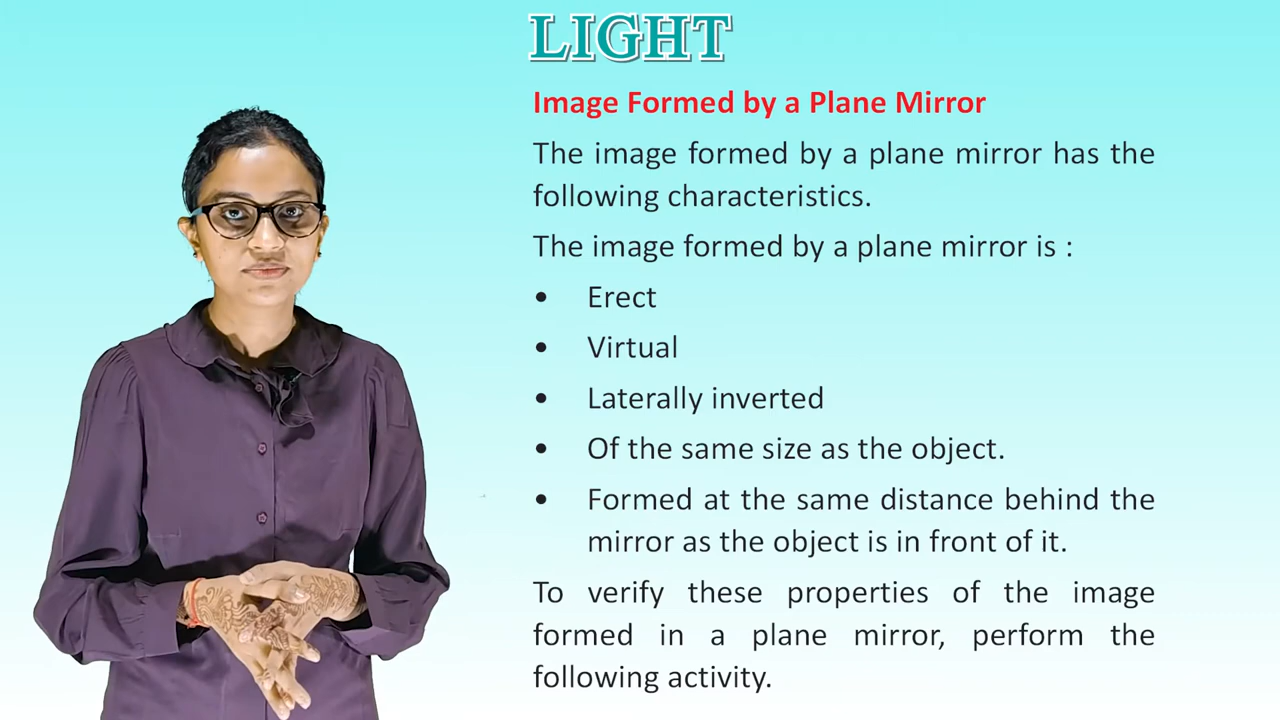 LIGHT
Image Formed by a Plane Mirror
The image formed by a plane mirror has the
following characteristics.
The image formed by a plane mirror is :
• Erect
• Virtual
• Laterally inverted
• Of the same size as the object.
• Formed at the same distance behind the
mirror as the object is in front of it.
To verify these properties of the image
formed in a plane mirror, perform the
following activity.